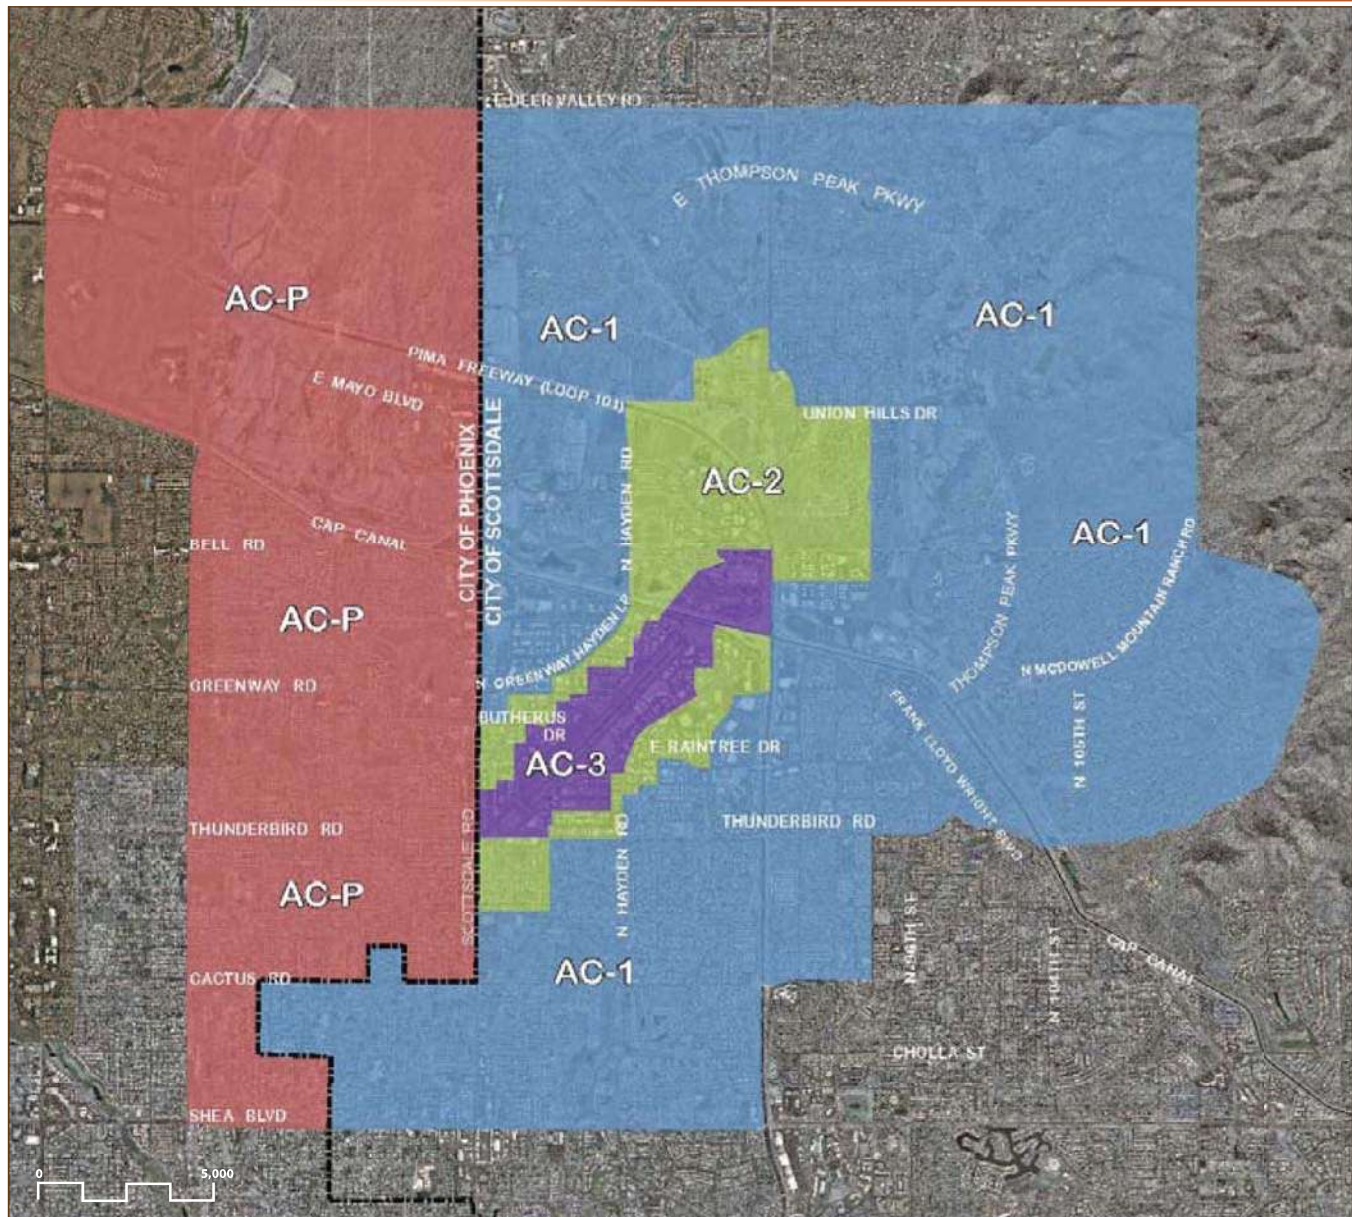 E DEER VALLEY RD
E THOMPSON PEAK PKWY
AC-P
AC-1
AC-1
PIMA FREEWAY (LOOP 101)
E MAYO BLVD
UNION HILLS DR
CITY OF PHOENIX
CITY OF SCOTTSDALE
N HAYDEN RD
AC-2
CAP CANAL
BELL RD
AC-1
THOMPSON PEAK PKWY
N MCDOWELL MOUNTAIN RANCH RD
AC-P
N GREENWAY HAYDEN LP
GREENWAY RD
BUTHERUS
DR
E RAINTREE DR
AC-3
FRANK LLOYD WRIGHT BLVD
N 105TH ST
THUNDERBIRD RD
SCOTTSDALE RD
N HAYDEN RD
THUNDERBIRD RD
AC-P
N 96TH ST
N 104TH ST
CAP CANAL
CACTUS RD
AC-1
CHOLLA ST
SHEA BLVD
0
5,000